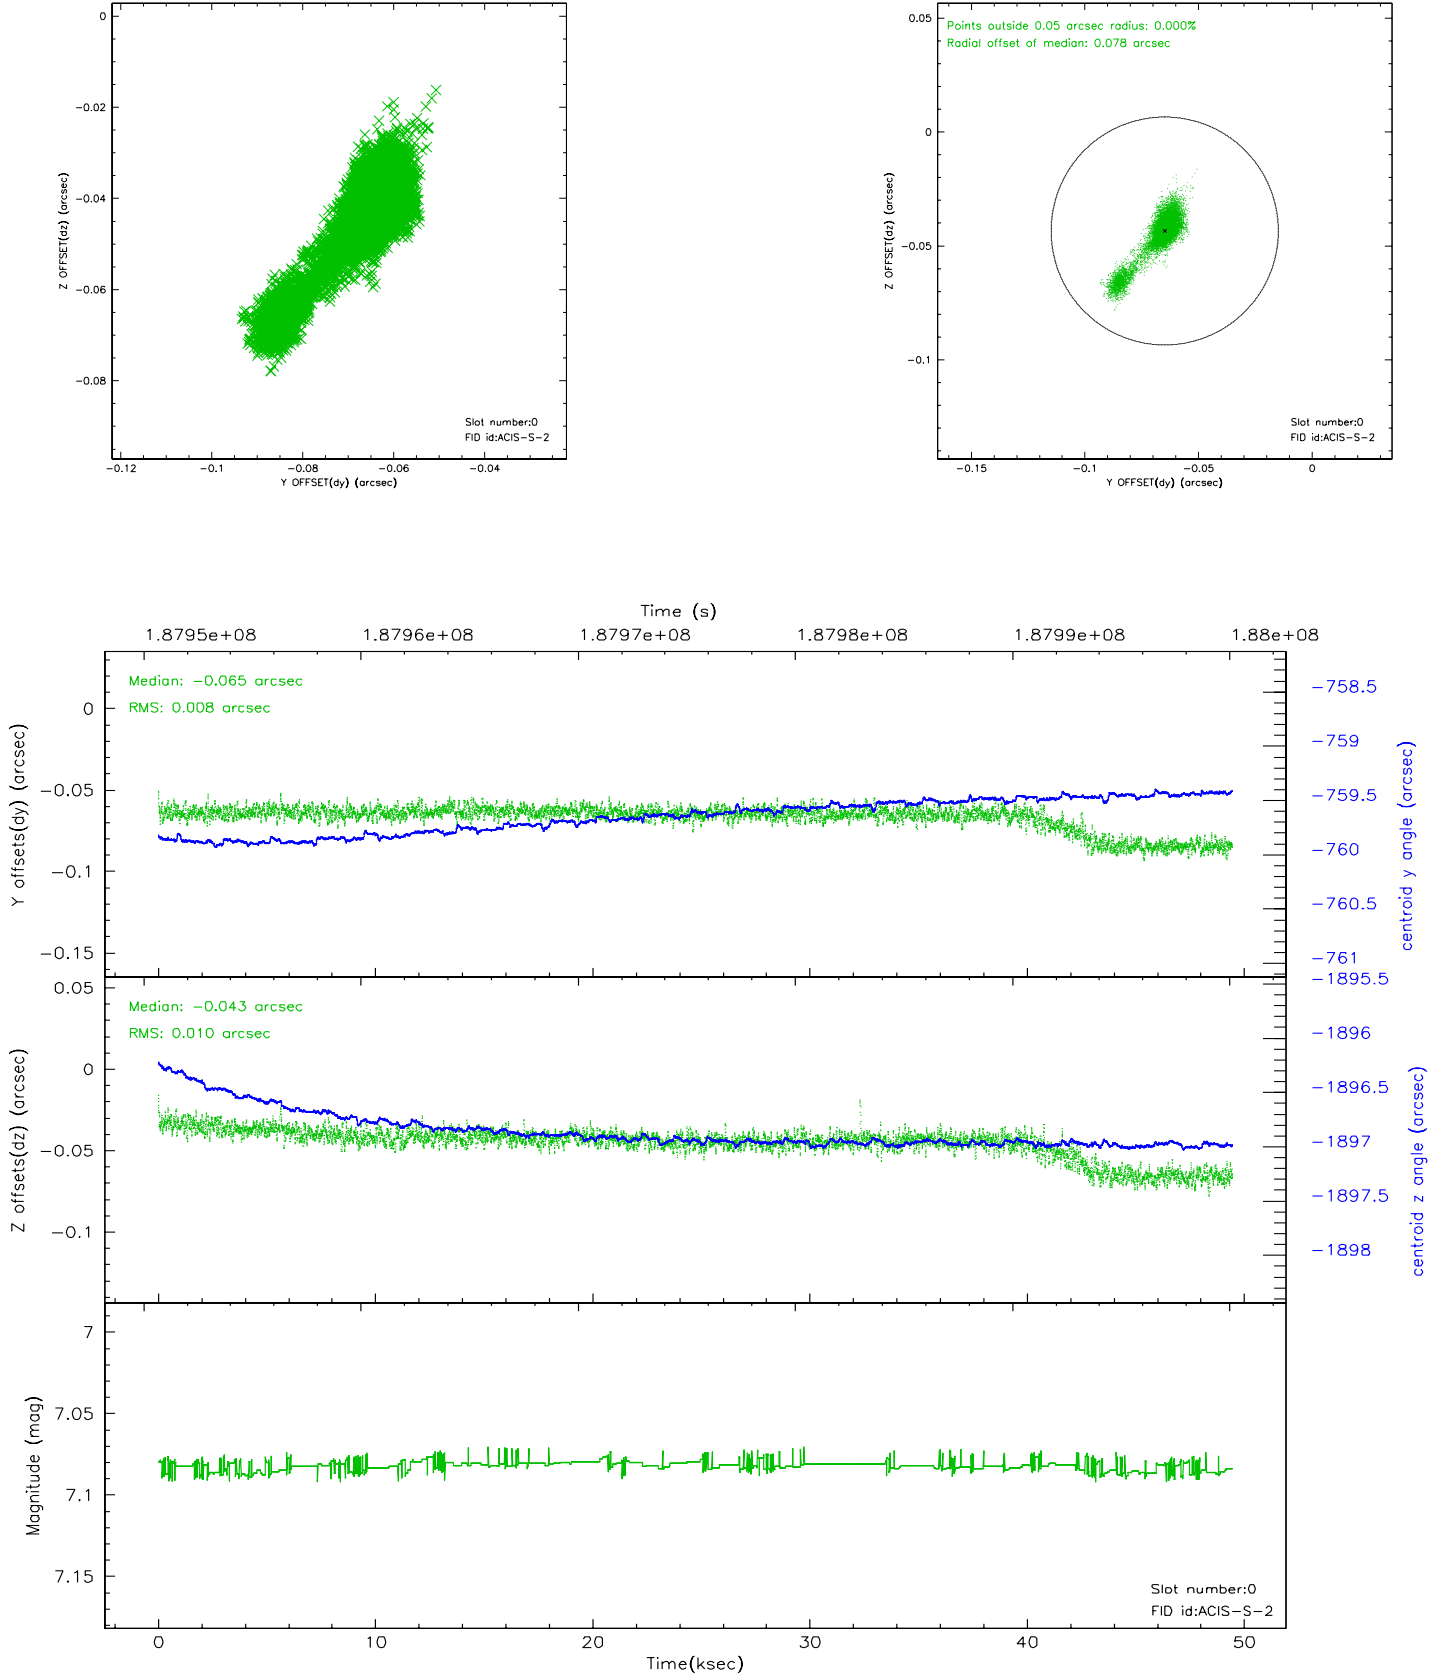 0
-0.02
-0.04
-0.06
-0.08
Z OFFSET(dz) (arcsec)
Slot number:0
FID id:ACIS-S-2
-0.12 -0.1 -0.08 -0.06 -0.04
Y OFFSET(dy) (arcsec)
Points outside 0.05 arcsec radius: 0.000%
Radial offset of median: 0.078 arcsec
0.05
0
-0.05
-0.1
Z OFFSET(dz) (arcsec)
Slot number:0
FID id:ACIS-S-2
-0.15 -0.1 -0.05 0
Y OFFSET(dy) (arcsec)
Time (s)
1.8795e+08 1.8796e+08 1.8797e+08 1.8798e+08 1.8799e+08 1.88e+08
Median: -0.065 arcsec
RMS: 0.008 arcsec
0
-0.05
-0.1
-0.15
Y offsets(dy) (arcsec)
-758.5
-759
-759.5
-760
-760.5
-761
centroid y angle (arcsec)
Median: -0.043 arcsec
RMS: 0.010 arcsec
0.05
0
-0.05
-0.1
Z offsets(dz) (arcsec)
-1895.5
-1896
-1896.5
-1897
-1897.5
-1898
centroid z angle (arcsec)
7
7.05
7.1
7.15
Magnitude (mag)
Slot number:0
FID id:ACIS-S-2
0 10 20 30 40 50
Time(ksec)